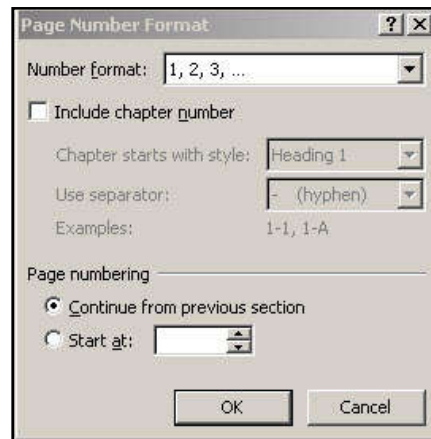 Page Number Format
Number format: 1, 2, 3, ...
Include chapter number
Chapter starts with style: Heading 1
Use separator: - (hyphen)
Examples: 1-1, 1-A
Page numbering
Continue from previous section
Start at:
OK Cancel